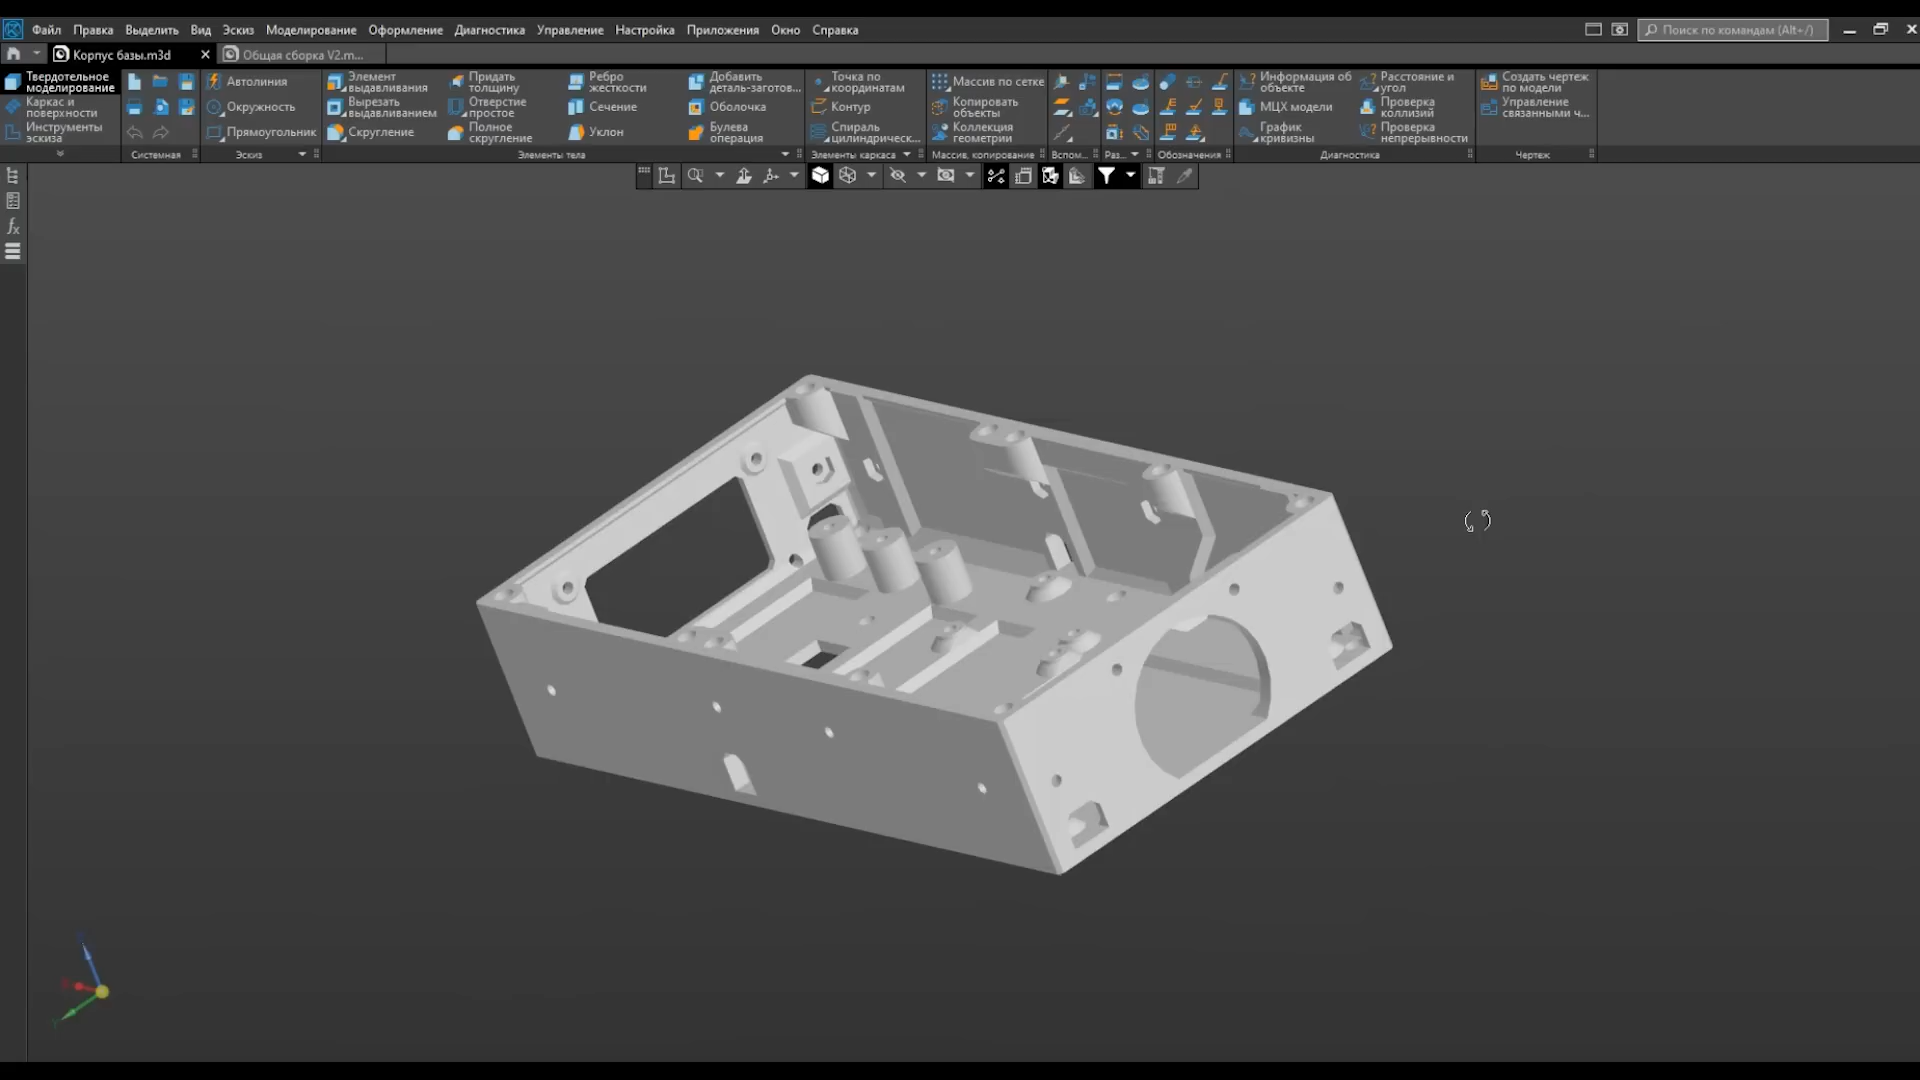 Файл Правка Выделить Вид Эскиз Моделирование Оформление Диагностика Управление Настройка Приложения Окно Справка
Поиск по командам (Alt+/)
Корпус базы.m3d
Общая сборка V2.m...
Твердотельное
моделирование
Каркас и
поверхности
Инструменты
эскиза
Системная
Автолиния
Окружность
Прямоугольник
Эскиз
Элемент
выдавливания
Вырезать
выдавливанием
Скругление
Придать
толщину
Отверстие
простое
Полное
скругление
Ребро
жесткости
Сечение
Уклон
Добавить
деталь-заготов...
Оболочка
Булева
операция
Элементы тела
Точка по
координатам
Контур
Спираль
цилиндрическ...
Элементы каркаса
Массив по сетке
Копировать
объекты
Коллекция
геометрии
Массив, копирование
Вспом...
Раз...
Обозначения
Информация об
объекте
МЦХ модели
График
кривизны
Расстояние и
угол
Проверка
коллизий
Проверка
непрерывности
Диагностика
Создать чертеж
по модели
Управление
связанными ч...
Чертеж
fx